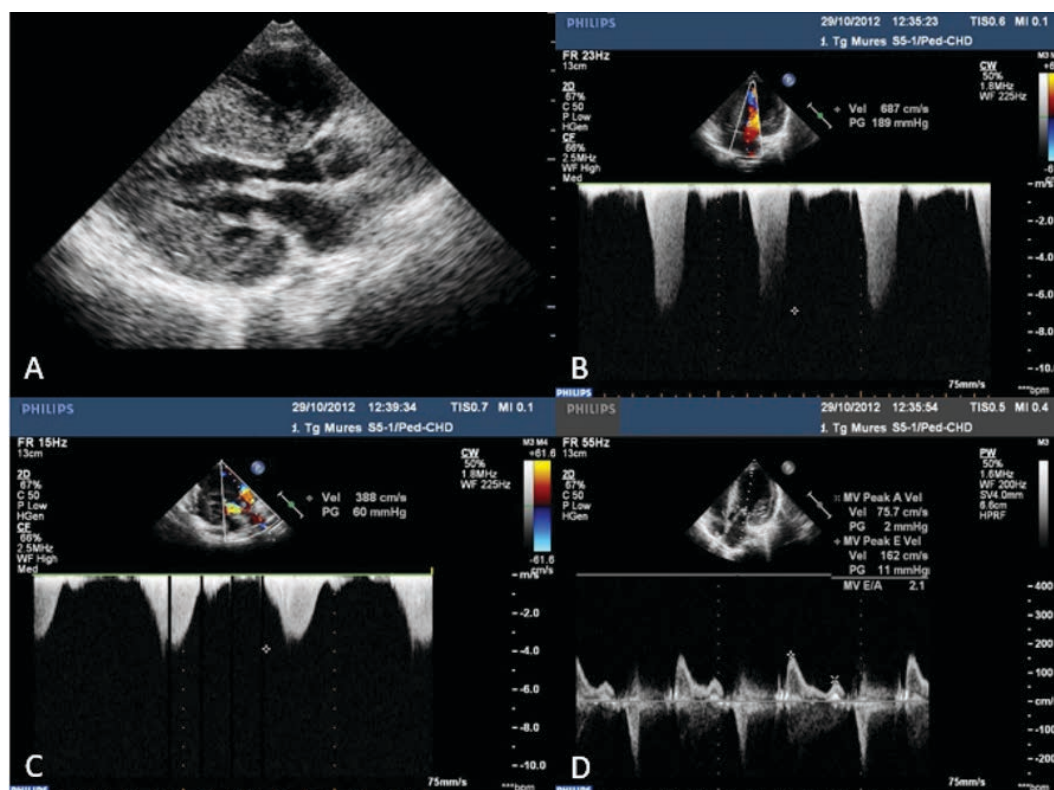 A
PHILIPS
29/10/2012 12:35:23 TIS0.6 MI 0.1
Tg Mures S5-1/Ped-CHD
FR 23Hz
13cm
2D
67%
C 50
P Low
HGen
CF
66%
2.5MHz
WF High
Med
Vel 687 cm/s
PG 189 mmHg
CW
50%
1.8MHz
WF 225Hz
m/s
-2.0
-4.0
-6.0
-8.0
-10.0
75mm/s
***bpm
B
PHILIPS
PHILIPS
29/10/2012 12:39:34 TIS0.7 MI 0.1
Tg Mures S5-1/Ped-CHD
FR 15Hz
13cm
2D
67%
C 50
P Low
HGen
CF
66%
2.5MHz
WF High
Med
Vel 388 cm/s
PG 60 mmHg
M3 M4
+61.6
CW
50%
1.8MHz
WF 225Hz
-61.6
cm/s
m/s
-2.0
-4.0
-6.0
-8.0
-10.0
C
75mm/s
29/10/2012 12:35:54 TIS0.5 MI 0.4
Tg Mures S5-1/Ped-CHD
FR 55Hz
13cm
2D
67%
C 50
P Low
HGen
MV Peak A Vel
Vel 75.7 cm/s
PG 2 mmHg
MV Peak E Vel
Vel 162 cm/s
PG 11 mmHg
MV E/A 2.1
M3
PW
50%
1.6MHz
WF 200Hz
SV4.0mm
6.6cm
HPRF
400
300
200
100
cm/s
-100
-200
D
75mm/s